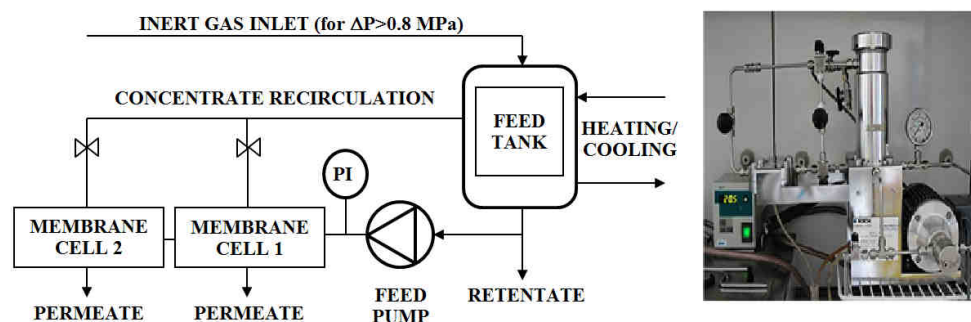 INERT GAS INLET (for ΔP>0.8 MPa)
CONCENTRATE RECIRCULATION
FEED
TANK
HEATING/
COOLING
PI
MEMBRANE
CELL 2
MEMBRANE
CELL 1
PERMEATE
PERMEATE
FEED
PUMP
RETENTATE